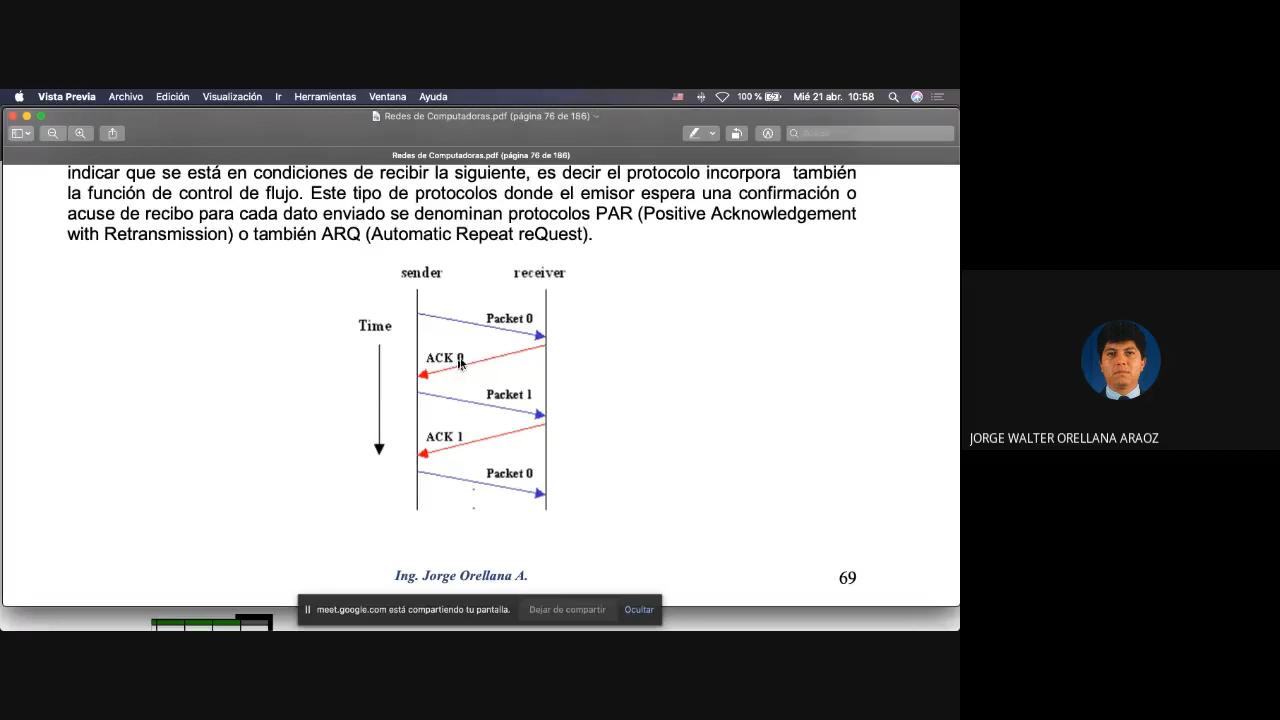 Vista Previa Archivo Edición Visualización Ir Herramientas Ventana Ayuda 100 % Mié 21 abr. 10:58
Redes de Computadoras.pdf (página 76 de 186)
Redes de Computadoras.pdf (página 76 de 186)
indicar que se está en condiciones de recibir la siguiente, es decir el protocolo incorpora también
la función de control de flujo. Este tipo de protocolos donde el emisor espera una confirmación o
acuse de recibo para cada dato enviado se denominan protocolos PAR (Positive Acknowledgement
with Retransmission) o también ARQ (Automatic Repeat reQuest).
sender receiver
Packet 0
Time
ACK 0
Packet 1
ACK 1
Packet 0
JORGE WALTER ORELLANA ARAOZ
Ing. Jorge Orellana A. 69
meet.google.com está compartiendo tu pantalla. Dejar de compartir Ocultar